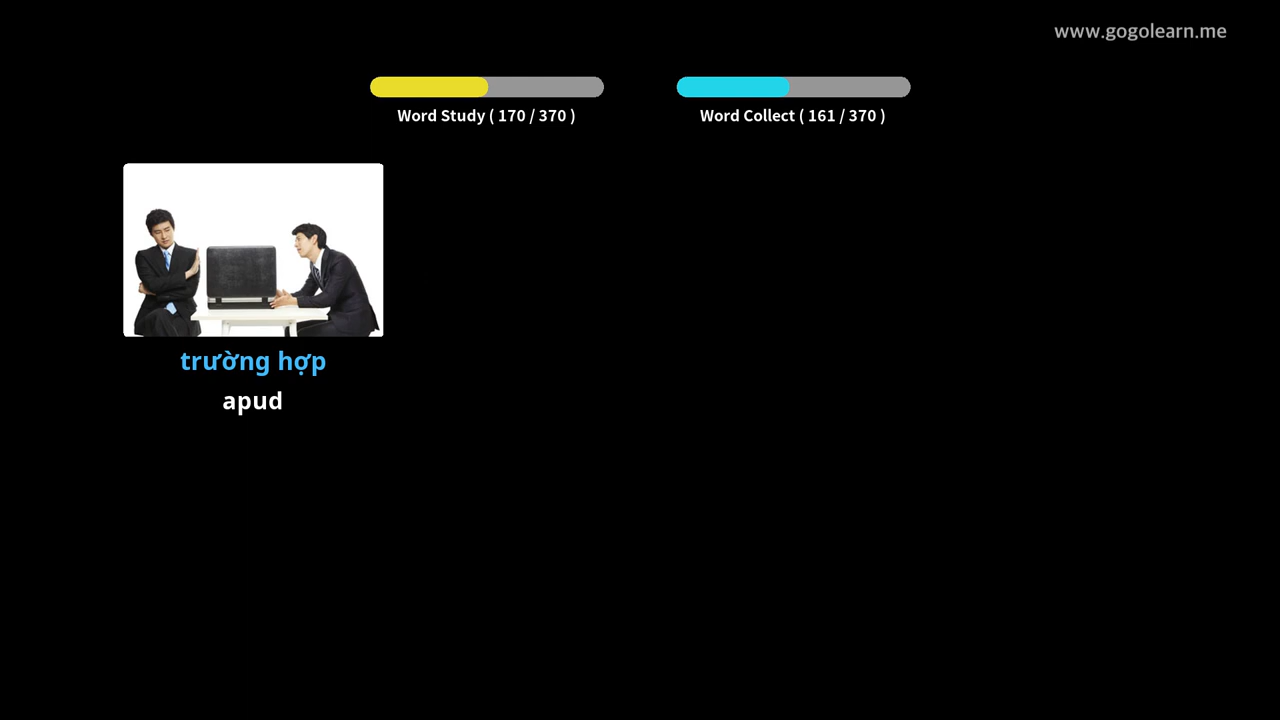 www.gogolearn.me
Word Study ( 170 / 370 )
Word Collect ( 161 / 370 )
trường hợp
apud